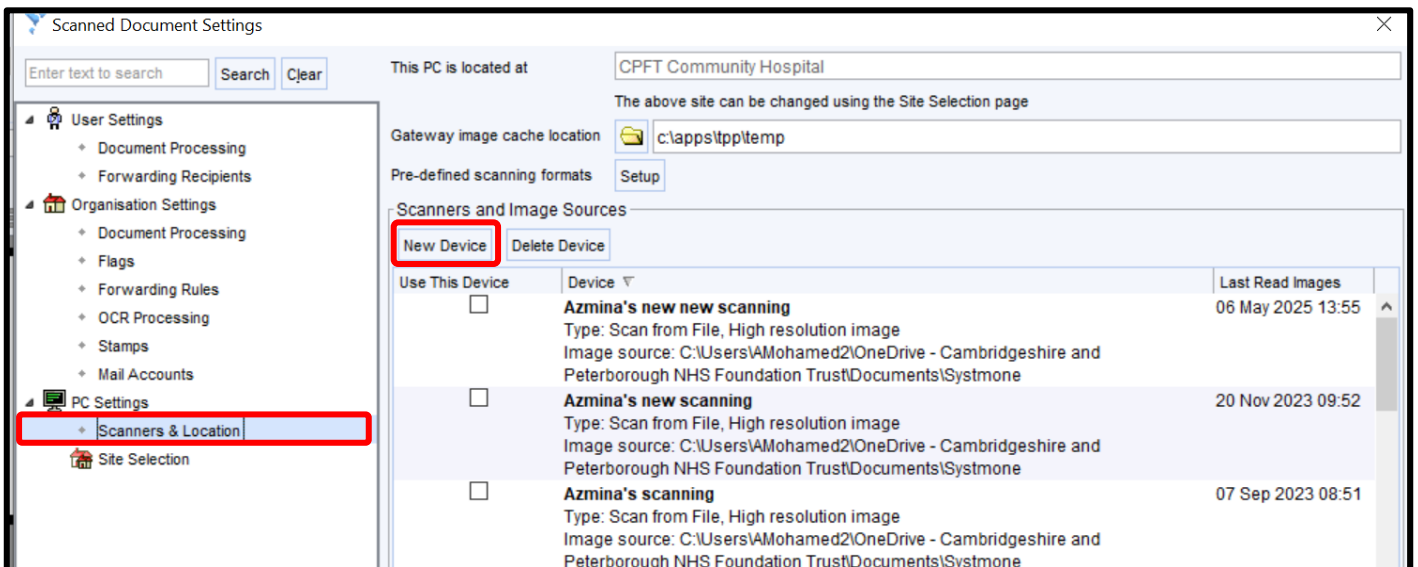 Scanned Document Settings
Enter text to search
Search
Clear
User Settings
Document Processing
Forwarding Recipients
Organisation Settings
Document Processing
Flags
Forwarding Rules
OCR Processing
Stamps
Mail Accounts
PC Settings
Scanners & Location
Site Selection
This PC is located at
CPFT Community Hospital
The above site can be changed using the Site Selection page
Gateway image cache location
c:\apps\tpp\temp
Pre-defined scanning formats
Setup
Scanners and Image Sources
New Device
Delete Device
Use This Device
Device
Last Read Images
Azmina's new new scanning
06 May 2025 13:55
Type: Scan from File, High resolution image
Image source: C:\Users\AMohamed2\OneDrive - Cambridgeshire and
Peterborough NHS Foundation Trust\Documents\Systmone
Azmina's new scanning
20 Nov 2023 09:52
Type: Scan from File, High resolution image
Image source: C:\Users\AMohamed2\OneDrive - Cambridgeshire and
Peterborough NHS Foundation Trust\Documents\Systmone
Azmina's scanning
07 Sep 2023 08:51
Type: Scan from File, High resolution image
Image source: C:\Users\AMohamed2\OneDrive - Cambridgeshire and
Peterborough NHS Foundation Trust\Documents\Systmone